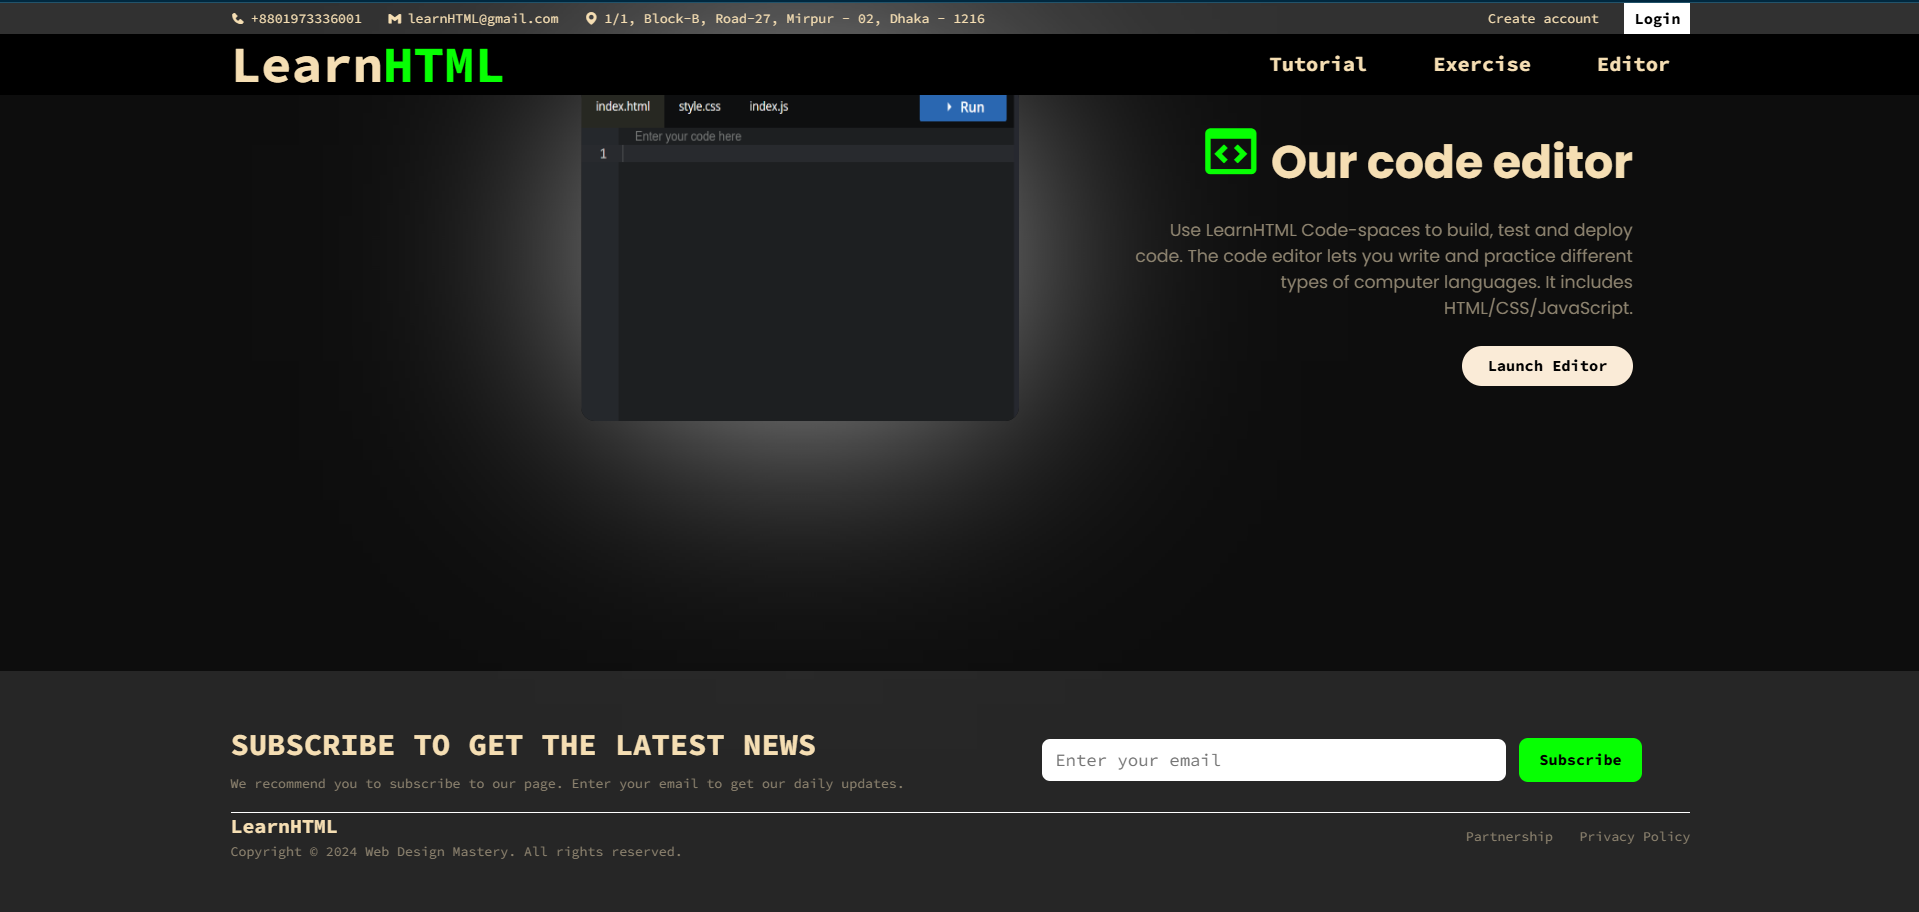 +8801973336001 learnHTML@gmail.com 1/1, Block-B, Road-27, Mirpur - 02, Dhaka - 1216 Create account Login
LearnHTML Tutorial Exercise Editor
index.html style.css index.js Run
Enter your code here
1
Our code editor
Use LearnHTML Code-spaces to build, test and deploy
code. The code editor lets you write and practice different
types of computer languages. It includes
HTML/CSS/JavaScript.
Launch Editor
SUBSCRIBE TO GET THE LATEST NEWS
We recommend you to subscribe to our page. Enter your email to get our daily updates.
Enter your email Subscribe
LearnHTML
Copyright © 2024 Web Design Mastery. All rights reserved.
Partnership Privacy Policy